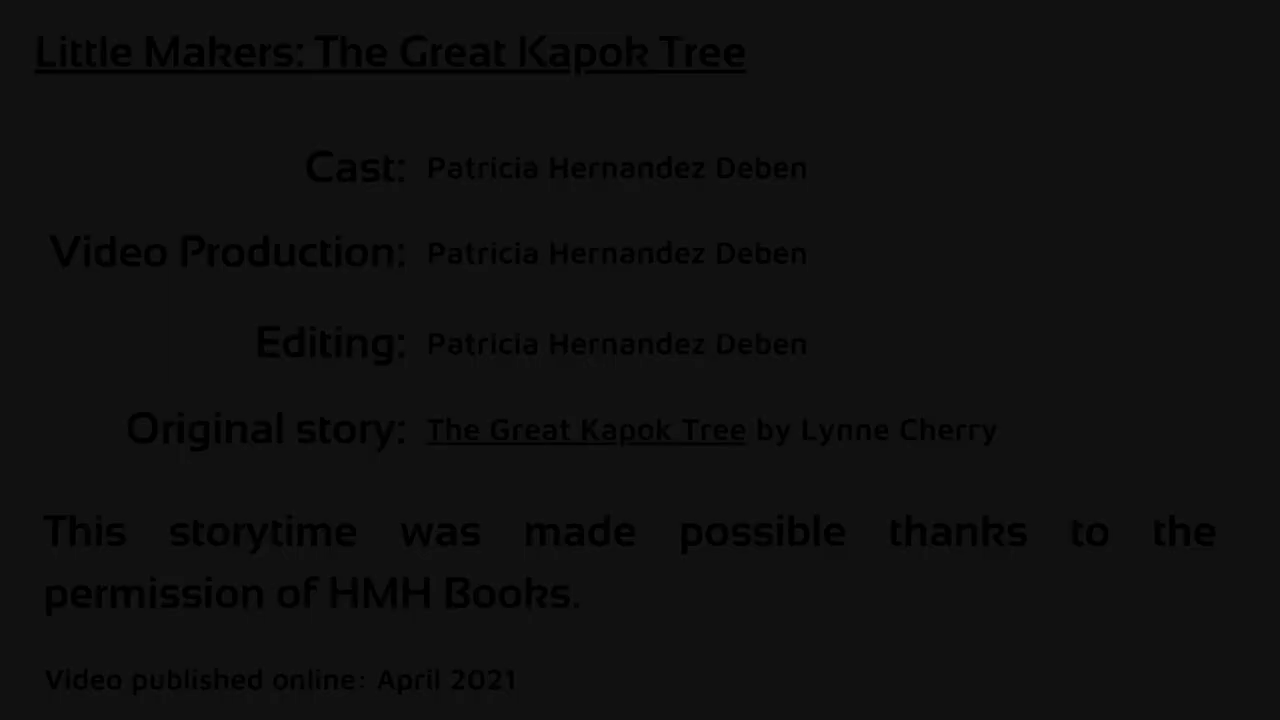 Little Makers: The Great Kapok Tree
Cast: Patricia Hernandez Deben
Video Production: Patricia Hernandez Deben
Editing: Patricia Hernandez Deben
Original story: The Great Kapok Tree by Lynne Cherry
This storytime was made possible thanks to the
permission of HMH Books.
Video published online: April 2021